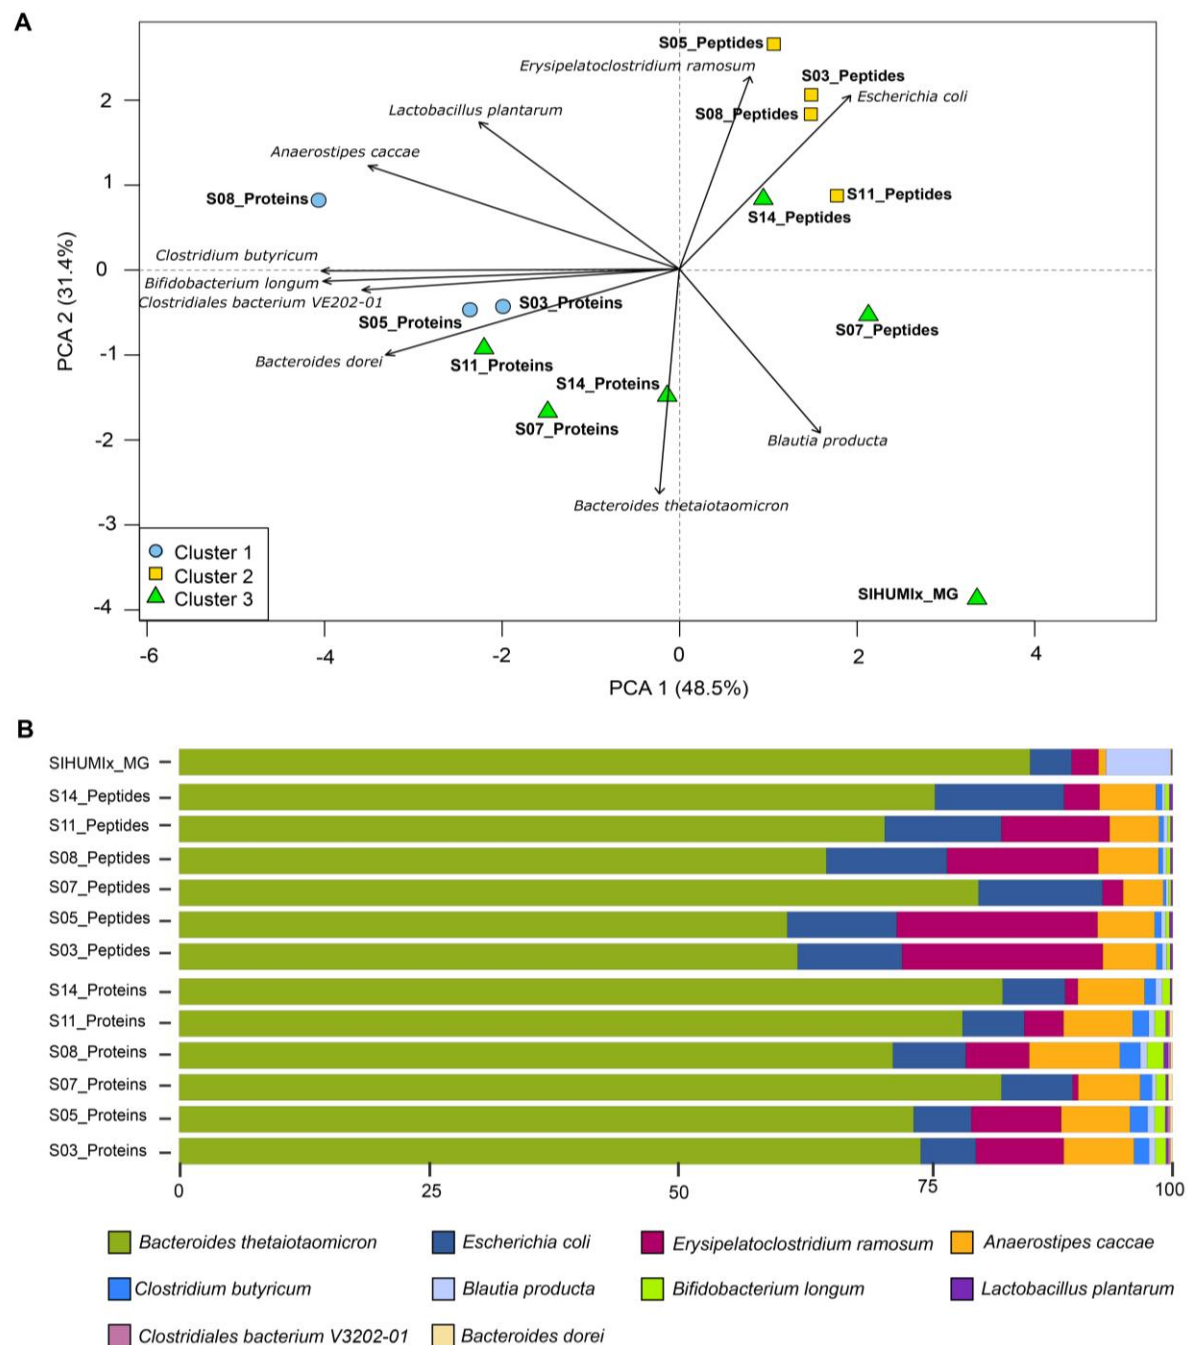 A
S05_Peptides
Erysipelatoclostridium ramosum
S03_Peptides
Escherichia coli
2
Lactobacillus plantarum
S08_Peptides
Anaerostipes caccae
1
S08_Proteins
S11_Peptides
S14_Peptides
Clostridium butyricum
0
Bifidobacterium longum
Clostridiales bacterium VE202-01
S03_Proteins
S05_Proteins
S07_Peptides
-1
Bacteroides dorei
S11_Proteins
S14_Proteins
S07_Proteins
-2
Blautia producta
Bacteroides thetaiotaomicron
-3
PCA 2 (31.4%)
Cluster 1
Cluster 2
Cluster 3
SIHUMIx_MG
-4
-6 -4 -2 0 2 4
PCA 1 (48.5%)
B
SIHUMIx_MG
S14_Peptides
S11_Peptides
S08_Peptides
S07_Peptides
S05_Peptides
S03_Peptides
S14_Proteins
S11_Proteins
S08_Proteins
S07_Proteins
S05_Proteins
S03_Proteins
0 25 50 75 100
Bacteroides thetaiotaomicron Escherichia coli Erysipelatoclostridium ramosum Anaerostipes caccae
Clostridium butyricum Blautia producta Bifidobacterium longum Lactobacillus plantarum
Clostridiales bacterium V3202-01 Bacteroides dorei